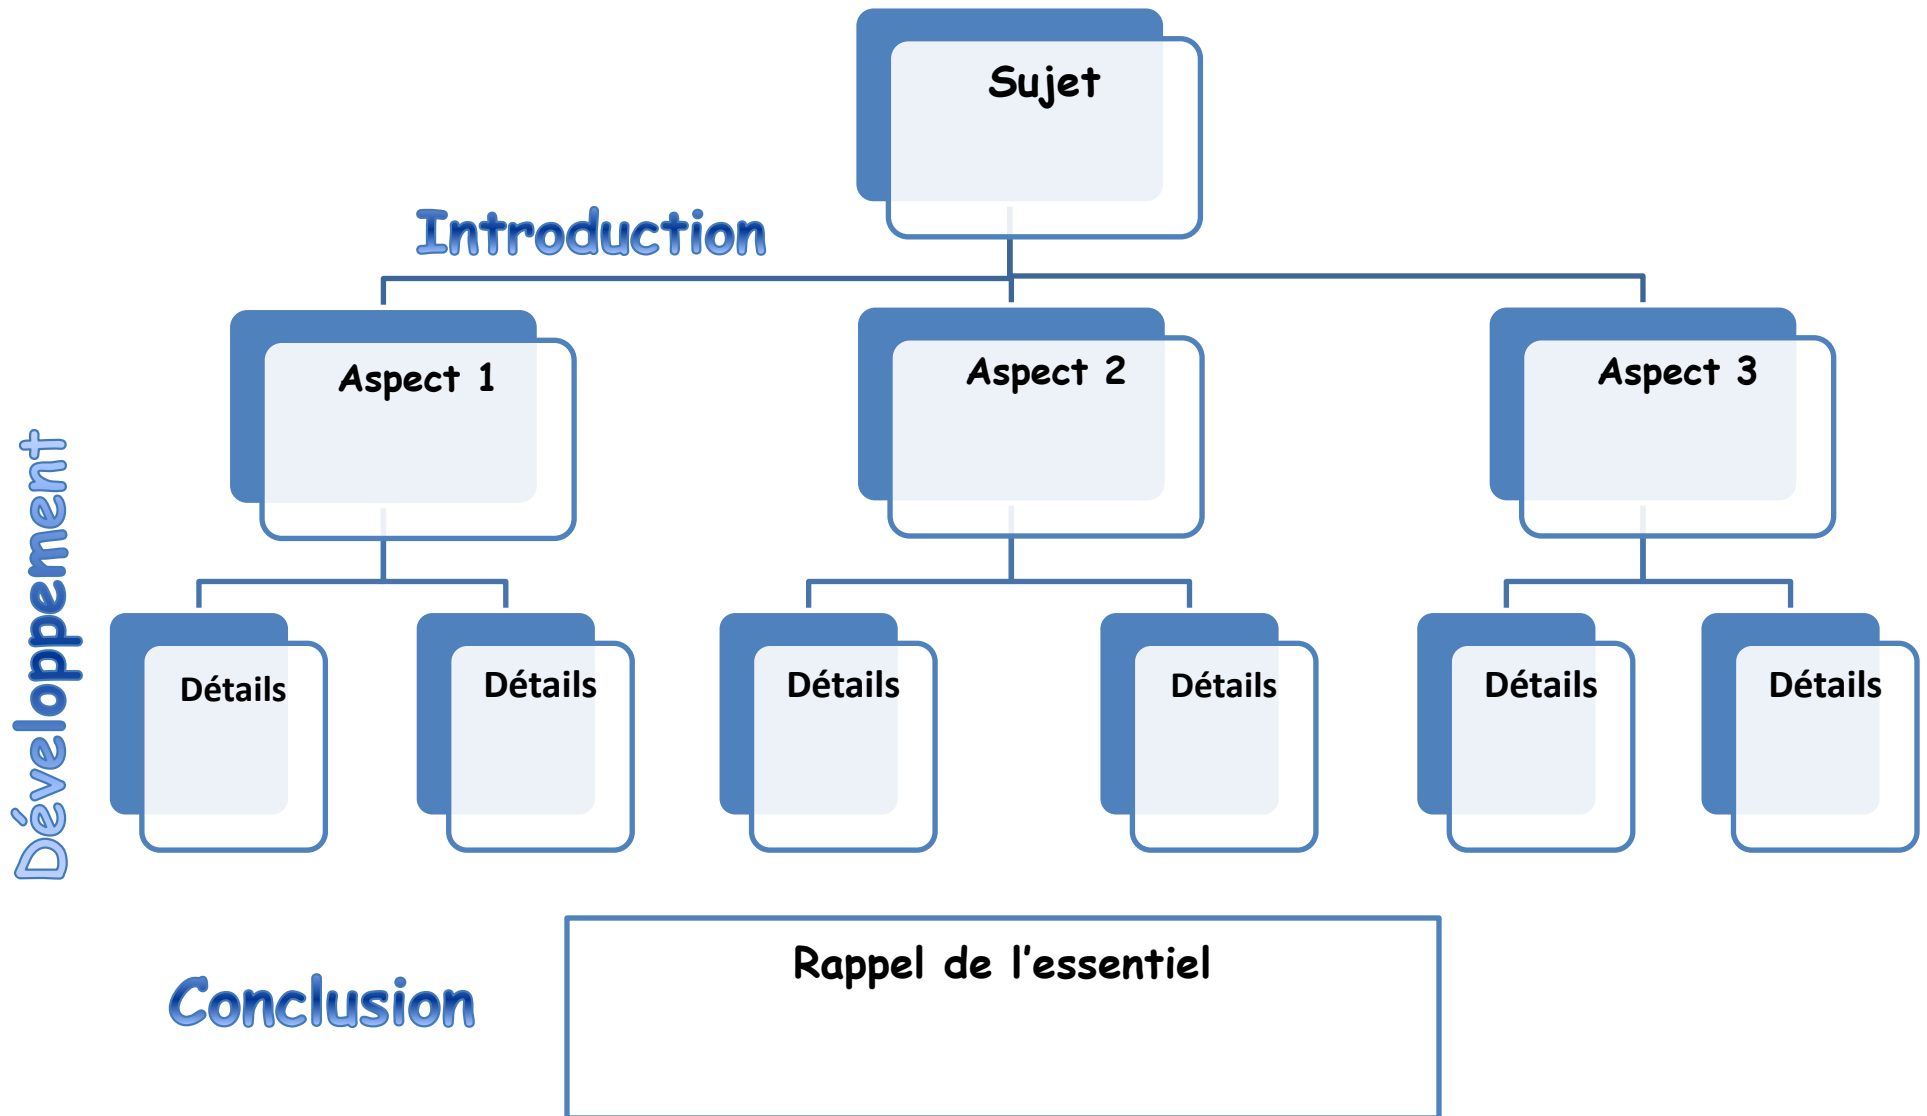 Sujet
Introduction
Aspect 1
Aspect 2
Aspect 3
Développement
Détails
Détails
Détails
Détails
Détails
Détails
Conclusion
Rappel de l'essentiel